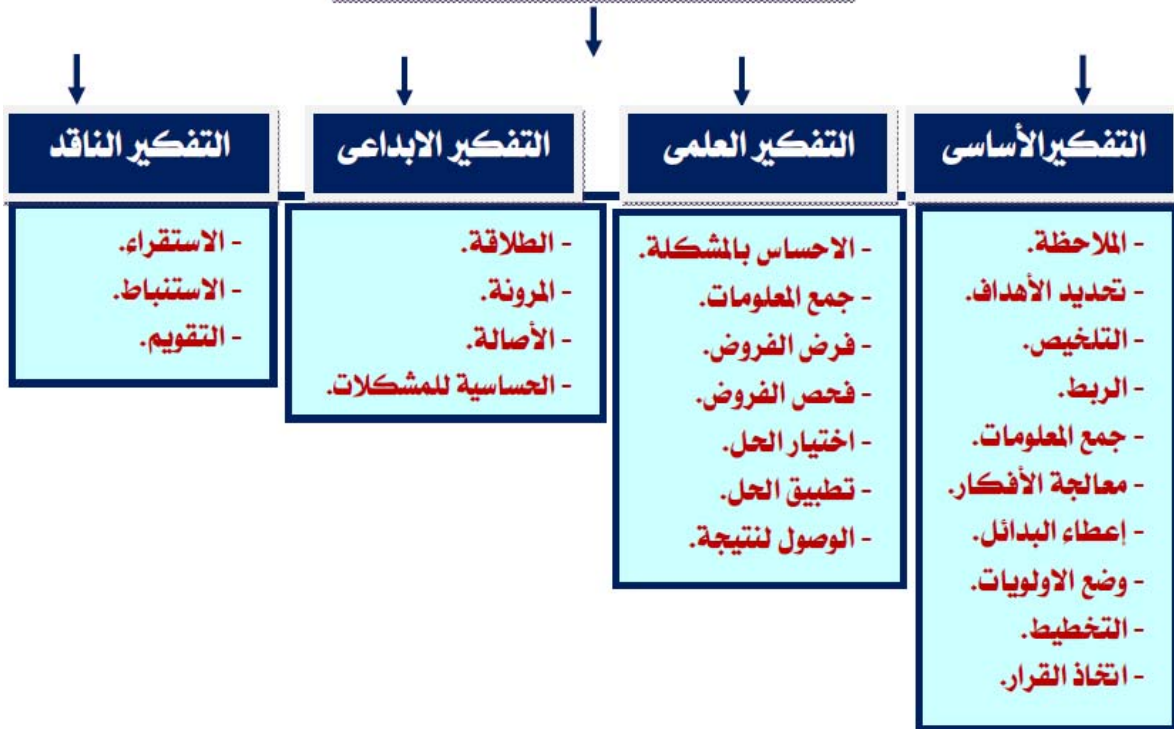 التفكيرالأساسى
- الملاحظة.
- تحديد الأهداف.
- التلخيص.
- الربط.
- جمع المعلومات.
- معالجة الأفكار.
- إعطاء البدائل.
- وضع الاولويات.
- التخطيط.
- اتخاذ القرار.
التفكير العلمى
- الاحساس بالمشكلة.
- جمع المعلومات.
- فرض الفروض.
- فحص الفروض.
- اختيار الحل.
- تطبيق الحل.
- الوصول لنتيجة.
التفكير الابداعى
- الطلاقة.
- المرونة.
- الأصالة.
- الحساسية للمشكلات.
التفكير الناقد
- الاستقراء.
- الاستنباط.
- التقويم.